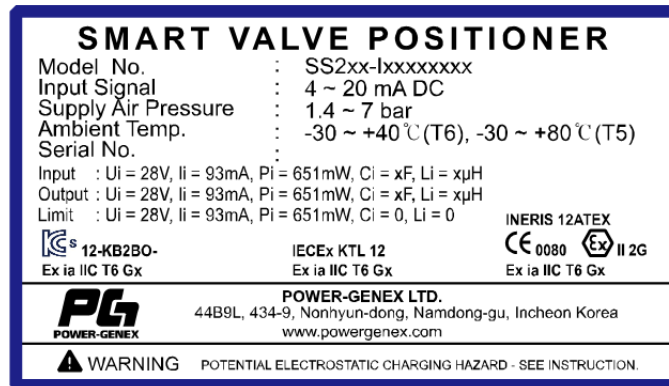 SMART VALVE POSITIONER
Model No. : SS2xx-Ixxxxxxxx
Input Signal : 4 ~ 20 mA DC
Supply Air Pressure : 1.4 ~ 7 bar
Ambient Temp. : -30 ~ +40℃(T6), -30 ~ +80℃(T5)
Serial No. :
Input : Ui = 28V, Ii = 93mA, Pi = 651mW, Ci = xF, Li = xµH
Output : Ui = 28V, Ii = 93mA, Pi = 651mW, Ci = xF, Li = xµH
Limit : Ui = 28V, Ii = 93mA, Pi = 651mW, Ci = 0, Li = 0
INERIS 12ATEX
KCs 12-KB2BO- IECEx KTL 12 CE 0080 Ex II 2G
Ex ia IIC T6 Gx Ex ia IIC T6 Gx Ex ia IIC T6 Gx
PG POWER-GENEX LTD.
44B9L, 434-9, Nonhyun-dong, Namdong-gu, Incheon Korea
POWER-GENEX www.powergenex.com
WARNING POTENTIAL ELECTROSTATIC CHARGING HAZARD - SEE INSTRUCTION.